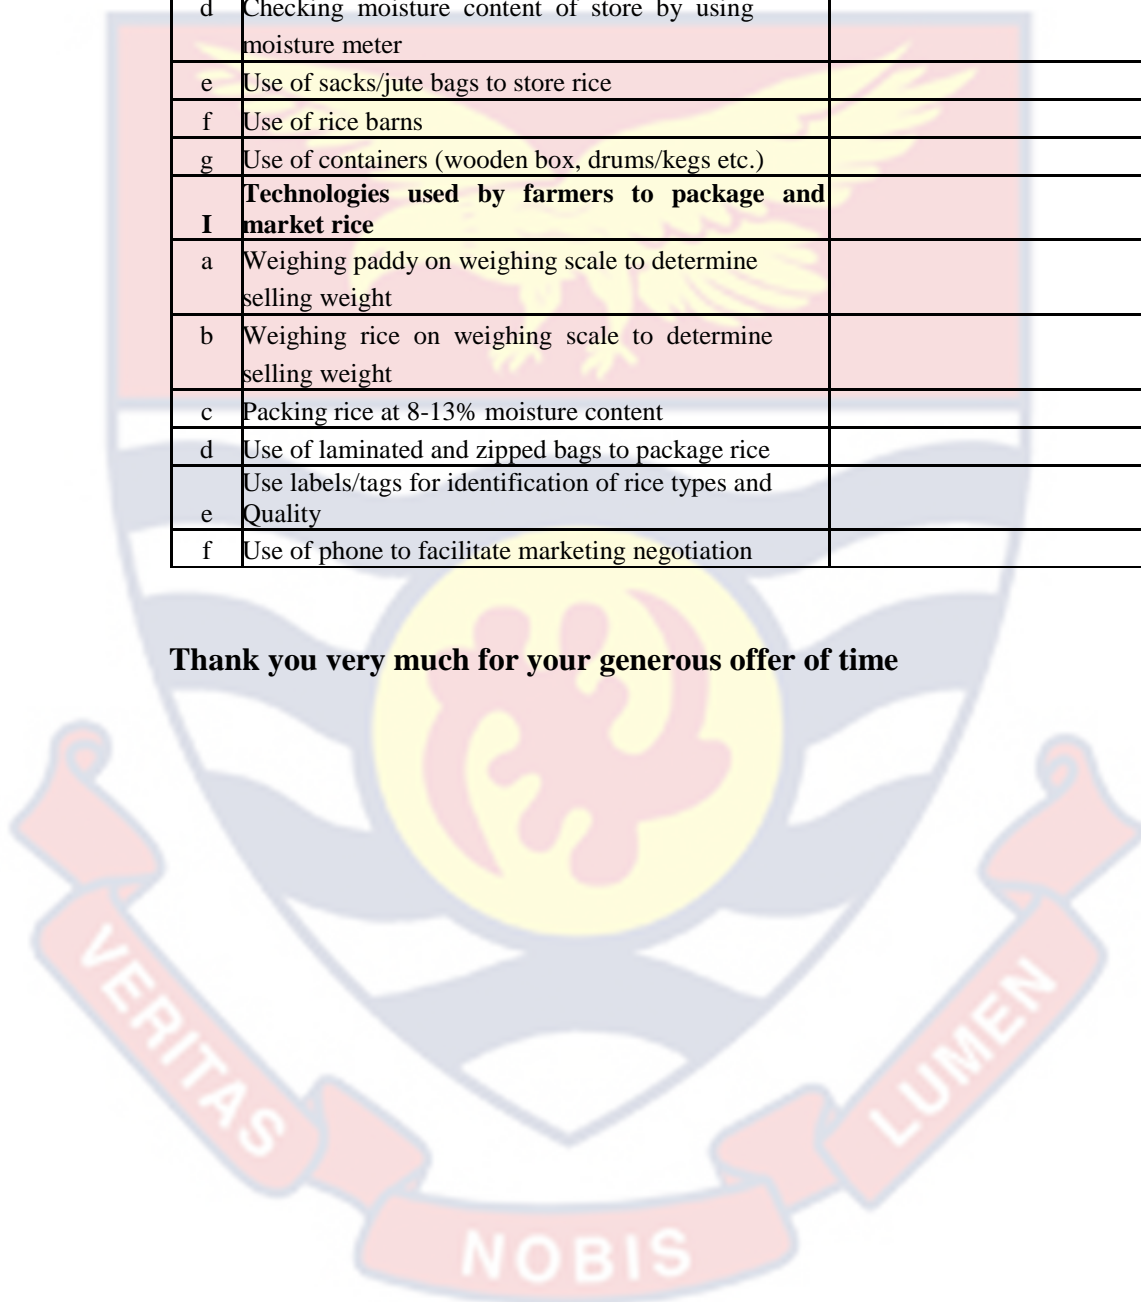 d Checking moisture content of store by using
moisture meter
e Use of sacks/jute bags to store rice
f Use of rice barns
g Use of containers (wooden box, drums/kegs etc.)
Technologies used by farmers to package and
I market rice
a Weighing paddy on weighing scale to determine
selling weight
b Weighing rice on weighing scale to determine
selling weight
c Packing rice at 8-13% moisture content
d Use of laminated and zipped bags to package rice
Use labels/tags for identification of rice types and
e Quality
f Use of phone to facilitate marketing negotiation
Thank you very much for your generous offer of time
VERITAS
NOBIS
LUMEN